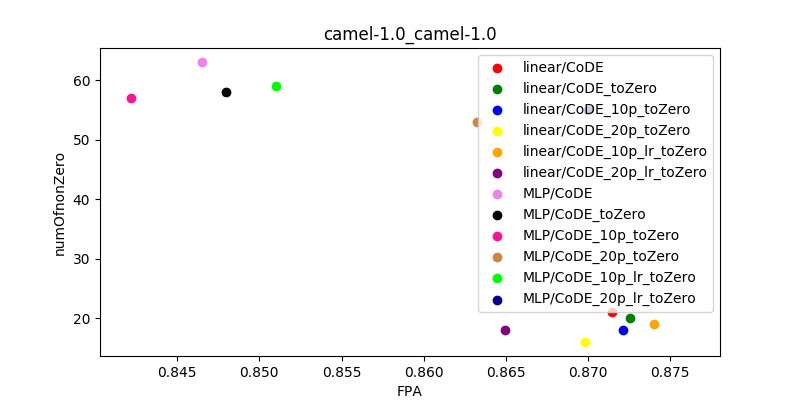 camel-1.0_camel-1.0
numOfnonZero
60
50
40
30
20
linear/CoDE
linear/CoDE_toZero
linear/CoDE_10p_toZero
linear/CoDE_20p_toZero
linear/CoDE_10p_lr_toZero
linear/CoDE_20p_lr_toZero
MLP/CoDE
MLP/CoDE_toZero
MLP/CoDE_10p_toZero
MLP/CoDE_20p_toZero
MLP/CoDE_10p_lr_toZero
MLP/CoDE_20p_lr_toZero
0.845 0.850 0.855 0.860 0.865 0.870 0.875
FPA